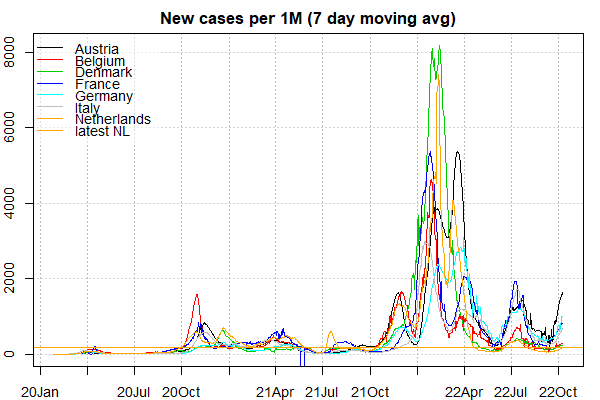 New cases per 1M (7 day moving avg)
8000
6000
4000
2000
0
Austria
Belgium
Denmark
France
Germany
Italy
Netherlands
latest NL
20Jan 20Jul 20Oct 21Apr 21Jul 21Oct 22Apr 22Jul 22Oct